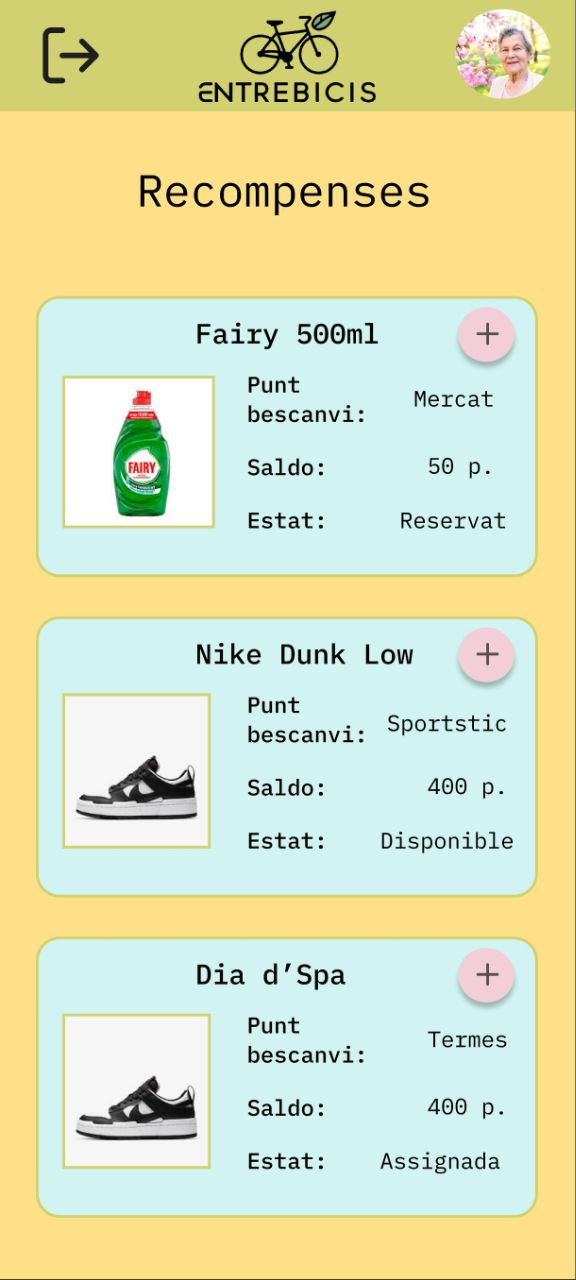 ENTREBICIS
Recompenses
Fairy 500ml
Punt
bescanvi: Mercat
FAIRY
Saldo: 50 p.
Estat: Reservat
Nike Dunk Low
Punt
bescanvi: Sportstic
Saldo: 400 p.
Estat: Disponible
Dia d’Spa
Punt
bescanvi: Termes
Saldo: 400 p.
Estat: Assignada